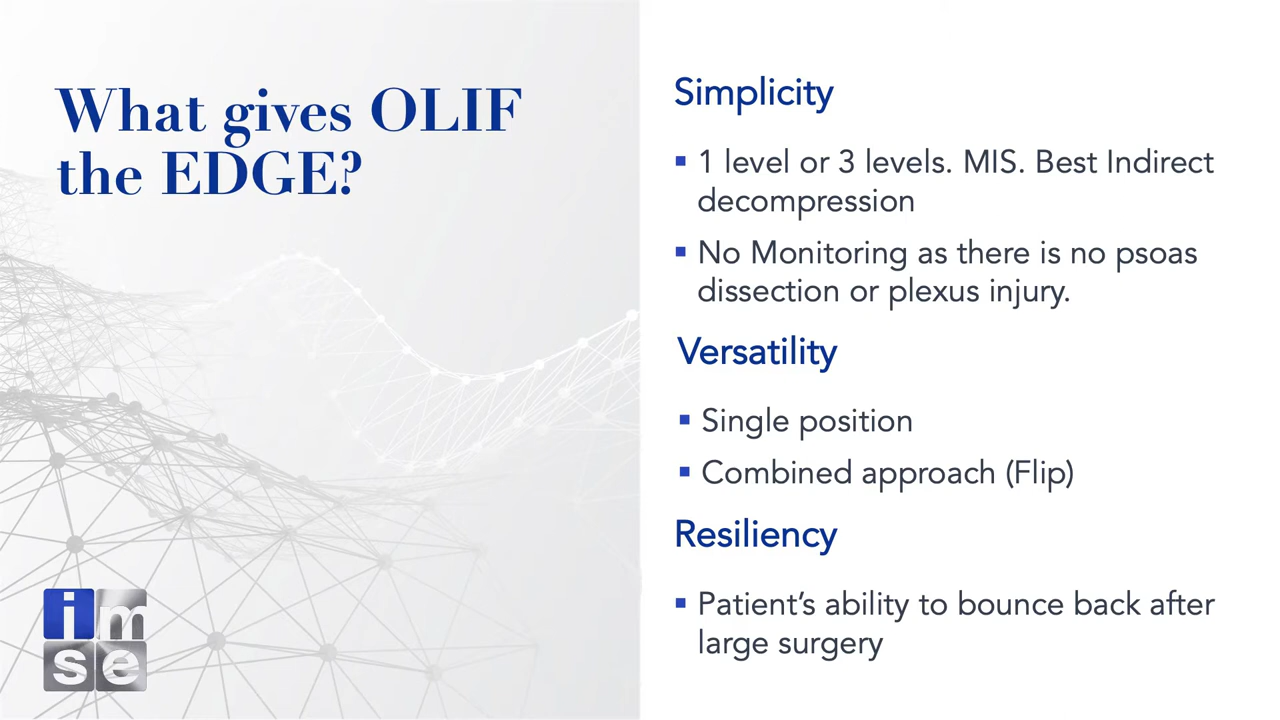 What gives OLIF
the EDGE?
Simplicity
▪ 1 level or 3 levels. MIS. Best Indirect
decompression
▪ No Monitoring as there is no psoas
dissection or plexus injury.
Versatility
▪ Single position
▪ Combined approach (Flip)
Resiliency
▪ Patient’s ability to bounce back after
large surgery
im
se